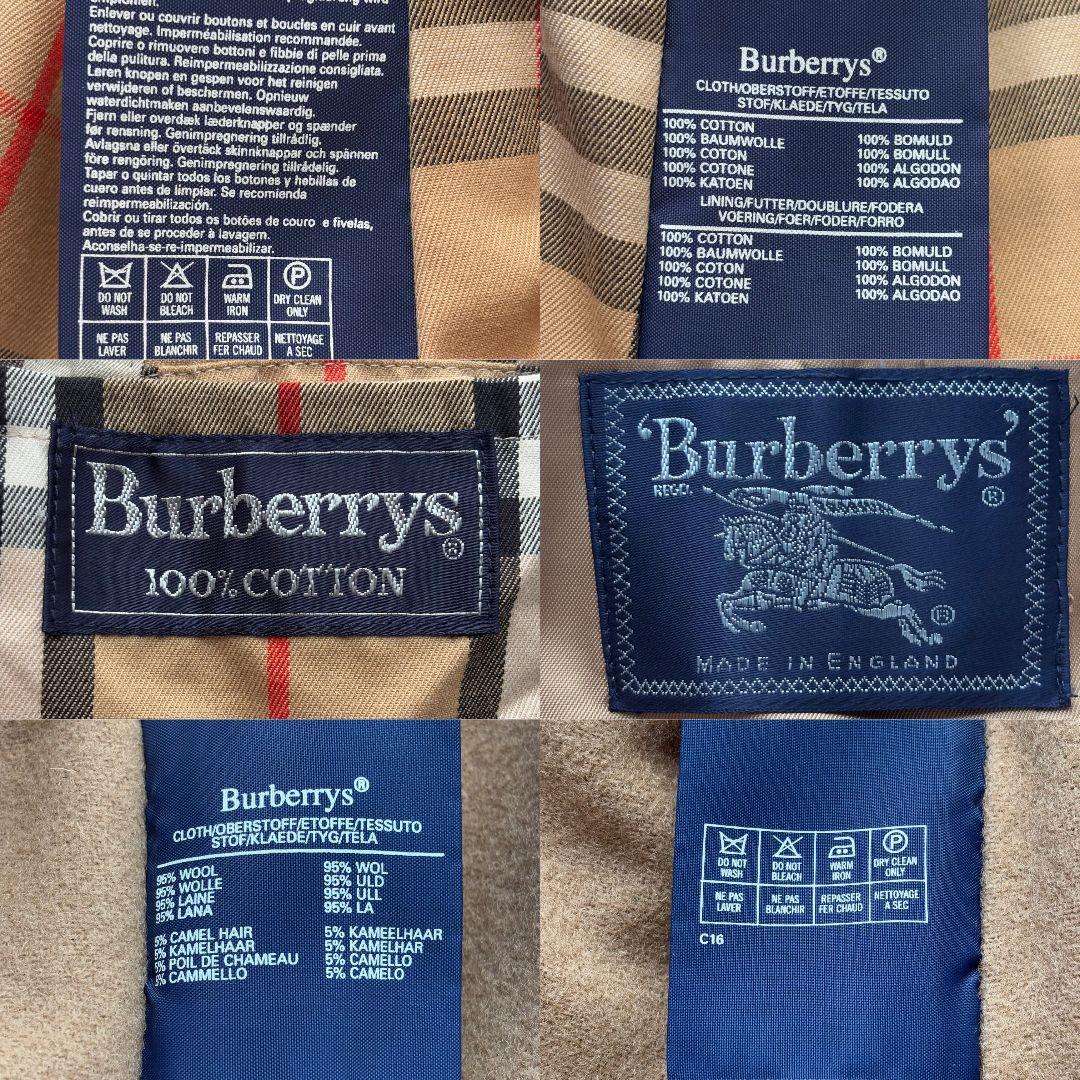 Enlever ou couvrir boutons et boucles en cuir avant
nettoyage. Imperméabilisation recommandée.
Coprire o rimuovere bottoni e fibbie di pelle prima
della pulitura. Reimpermeabilizzazione consigliata.
Leren knopen en gespen voor het reinigen
verwijderen of beschermen. Opnieuw
waterdichtmaken aanbevelenswaardig.
Fjern eller overdæk læderknapper og spænder
før rensning. Genimpregnering tillrådlig.
Avlagsna eller övertäck skinnknappar och spännen
före rengöring. Genimpregnering tillrådelig.
Tapar o quintar todos los botones y hebillas de
cuero antes de limpiar. Se recomienda
reimpermeabilización.
Cobrir ou tirar todos os botões de couro e fivelas,
antes de se proceder à lavagem.
Aconselha-se-re-impermeabilizar.
DO NOT WASH
DO NOT BLEACH
WARM IRON
P
DRY CLEAN ONLY
NE PAS LAVER
NE PAS BLANCHIR
REPASSER FER CHAUD
NETTOYAGE A SEC
Burberrys®
CLOTH/OBERSTOFF/ETOFFE/TESSUTO
STOF/KLAEDE/TYG/TELA
100% COTTON
100% BAUMWOLLE 100% BOMULD
100% COTON 100% BOMULL
100% COTONE 100% ALGODON
100% KATOEN 100% ALGODAO
LINING/FUTTER/DOUBLURE/FODERA
VOERING/FOER/FODER/FORRO
100% COTTON
100% BAUMWOLLE 100% BOMULD
100% COTON 100% BOMULL
100% COTONE 100% ALGODON
100% KATOEN 100% ALGODAO
Burberrys®
100% COTTON
'Burberrys'®
REGD.
®
MADE IN ENGLAND
Burberrys®
CLOTH/OBERSTOFF/ETOFFE/TESSUTO
STOF/KLAEDE/TYG/TELA
95% WOOL 95% WOL
95% WOLLE 95% ULD
95% LAINE 95% ULL
95% LANA 95% LA
5% CAMEL HAIR 5% KAMEELHAAR
5% KAMELHAAR 5% KAMELHAR
5% POIL DE CHAMEAU 5% CAMELLO
5% CAMMELLO 5% CAMELO
DO NOT WASH
DO NOT BLEACH
WARM IRON
P
DRY CLEAN ONLY
NE PAS LAVER
NE PAS BLANCHIR
REPASSER FER CHAUD
NETTOYAGE A SEC
C16